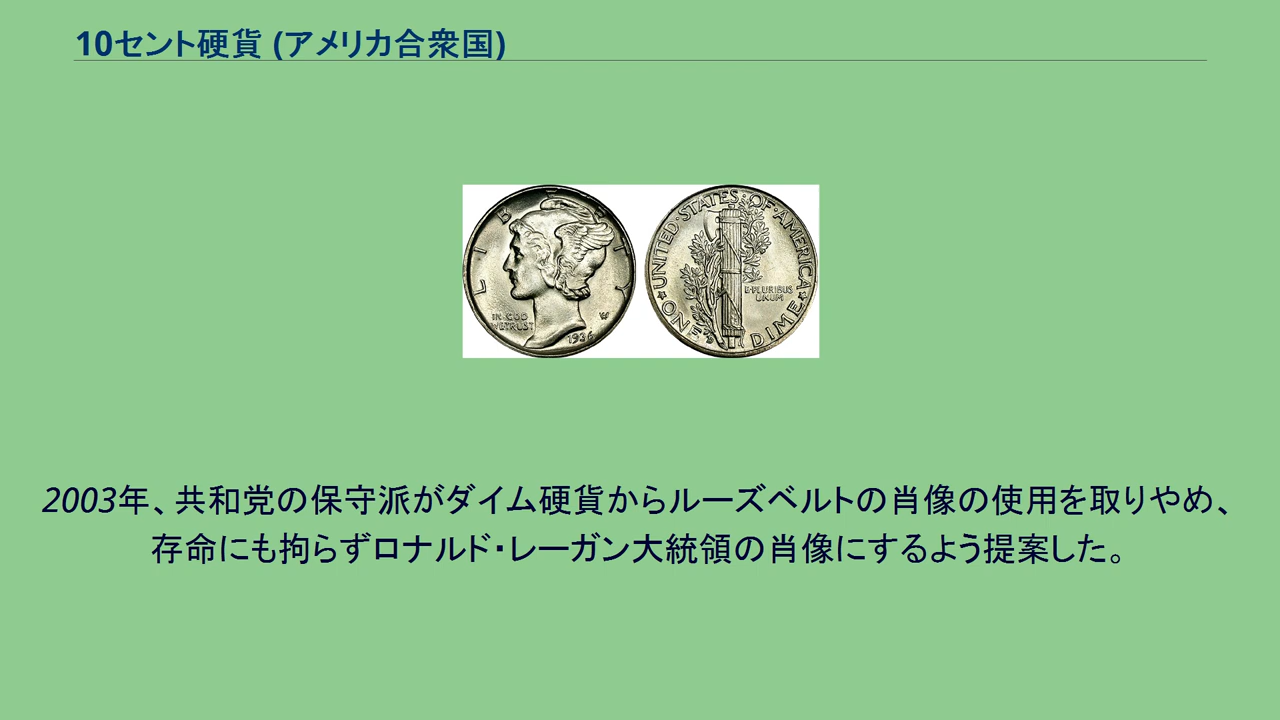 10セント硬貨 (アメリカ合衆国)
LIBERTY
IN GOD
WE TRUST
1936
UNITED·STATES·OF·AMERICA
E·PLURIBUS
UNUM
ONE DIME
2003年、共和党の保守派がダイム硬貨からルーズベルトの肖像の使用を取りやめ、
存命にも拘らずロナルド・レーガン大統領の肖像にするよう提案した。